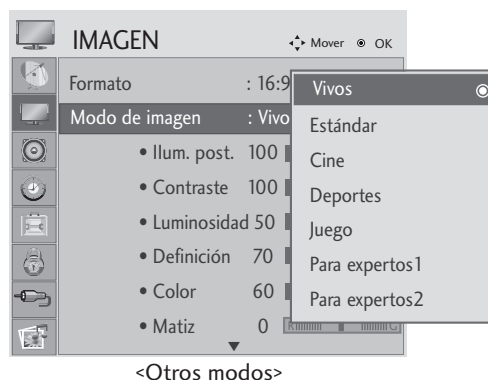 IMAGEN
Mover OK
Formato : 16:9
Modo de imagen : Vivo
• Ilum. post. 100
• Contraste 100
• Luminosidad 50
• Definición 70
• Color 60
• Matiz 0
R G
Vivos
Estándar
Cine
Deportes
Juego
Para expertos1
Para expertos2
<Otros modos>